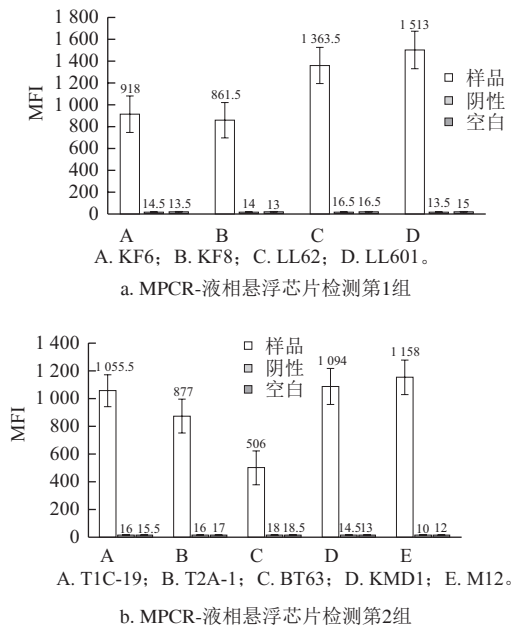 1 800
1 600
1 400
1 200
1 000
800
600
400
200
0
MFI
918
14.5 13.5
861.5
14 13
1 363.5
16.5 16.5
1 513
13.5 15
样品
阴性
空白
A B C D
A. KF6；B. KF8；C. LL62；D. LL601。
a. MPCR-液相悬浮芯片检测第1组
1 400
1 200
1 000
800
600
400
200
0
MFI
1 055.5
16 15.5
877
16 17
506
18 18.5
1 094
14.5 13
1 158
10 12
样品
阴性
空白
A B C D E
A. T1C-19；B. T2A-1；C. BT63；D. KMD1；E. M12。
b. MPCR-液相悬浮芯片检测第2组